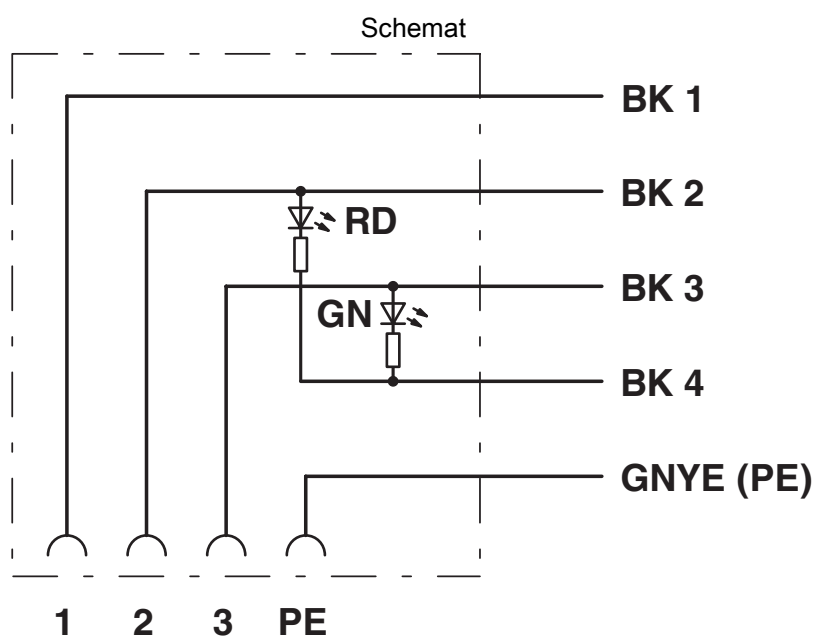 Schemat
BK 1
BK 2
RD
BK 3
GN
BK 4
GNYE (PE)
1 2 3 PE